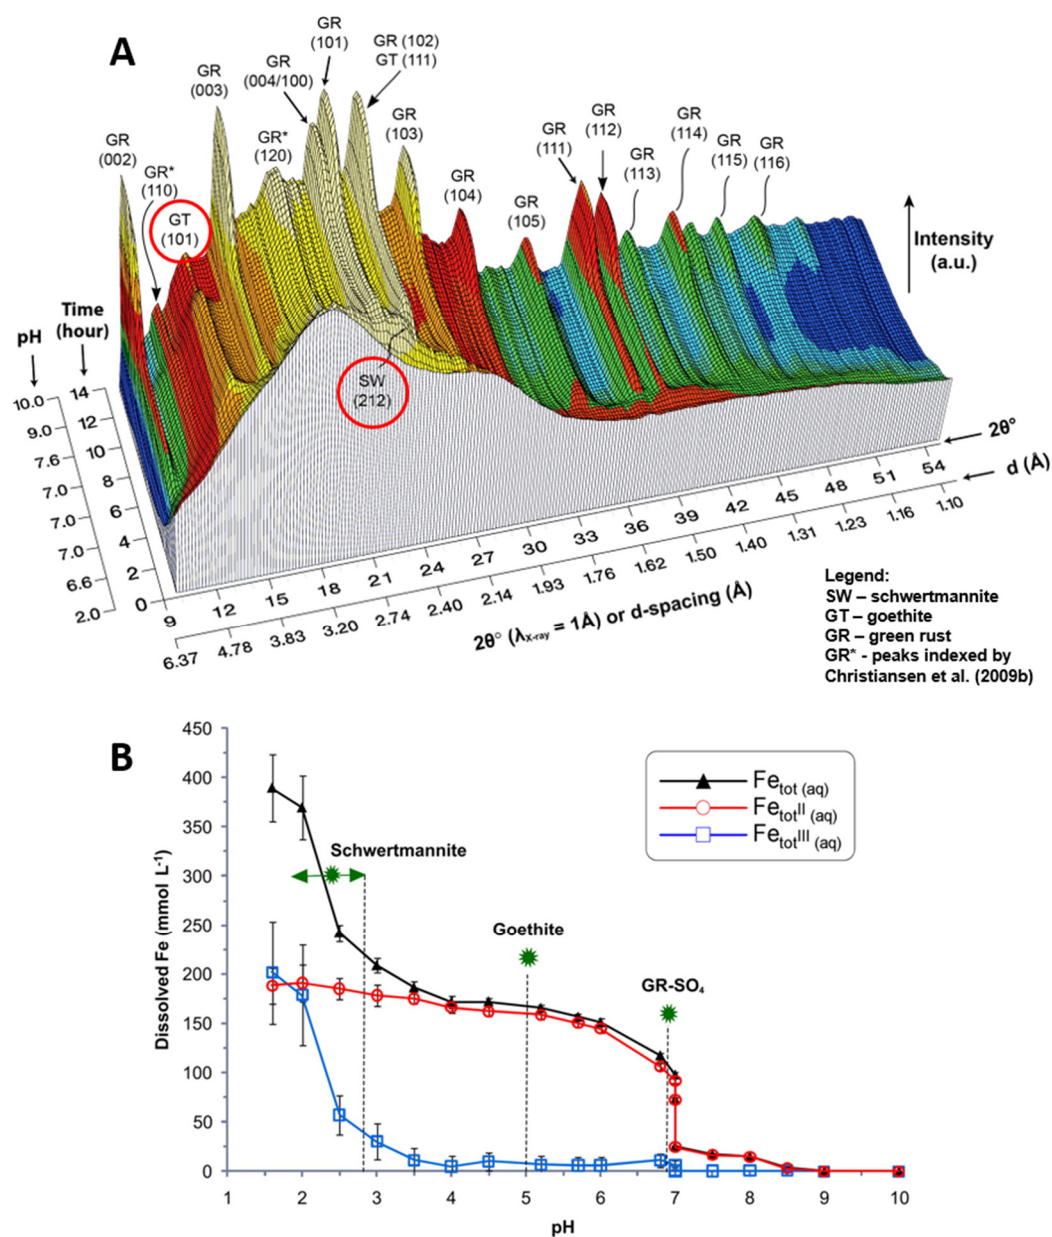 A
GR
(002)
GR*
(110)
GT
(101)
GR
(003)
GR*
(120)
GR
(004/100)
GR
(101)
GR (102)
GT (111)
GR
(103)
GR
(104)
GR
(105)
GR
(111)
GR
(112)
GR
(113)
GR
(114)
GR
(115)
GR
(116)
SW
(212)
Intensity
(a.u.)
pH
Time
(hour)
10.0
9.0
7.6
7.0
7.0
7.0
6.6
2.0
14
12
10
8
6
4
2
0
9 12 15 18 21 24 27 30 33 36 39 42 45 48 51 54
2θ°
6.37 4.78 3.83 3.20 2.74 2.40 2.14 1.93 1.76 1.62 1.50 1.40 1.31 1.23 1.16 1.10
d (Å)
2θ° (λX-ray = 1Å) or d-spacing (Å)
Legend:
SW – schwertmannite
GT – goethite
GR – green rust
GR* - peaks indexed by
Christiansen et al. (2009b)
B
Dissolved Fe (mmol L-1)
450
400
350
300
250
200
150
100
50
0
Schwertmannite
Goethite
GR-SO₄
Fetot (aq)
FetotII (aq)
FetotIII (aq)
1 2 3 4 5 6 7 8 9 10
pH